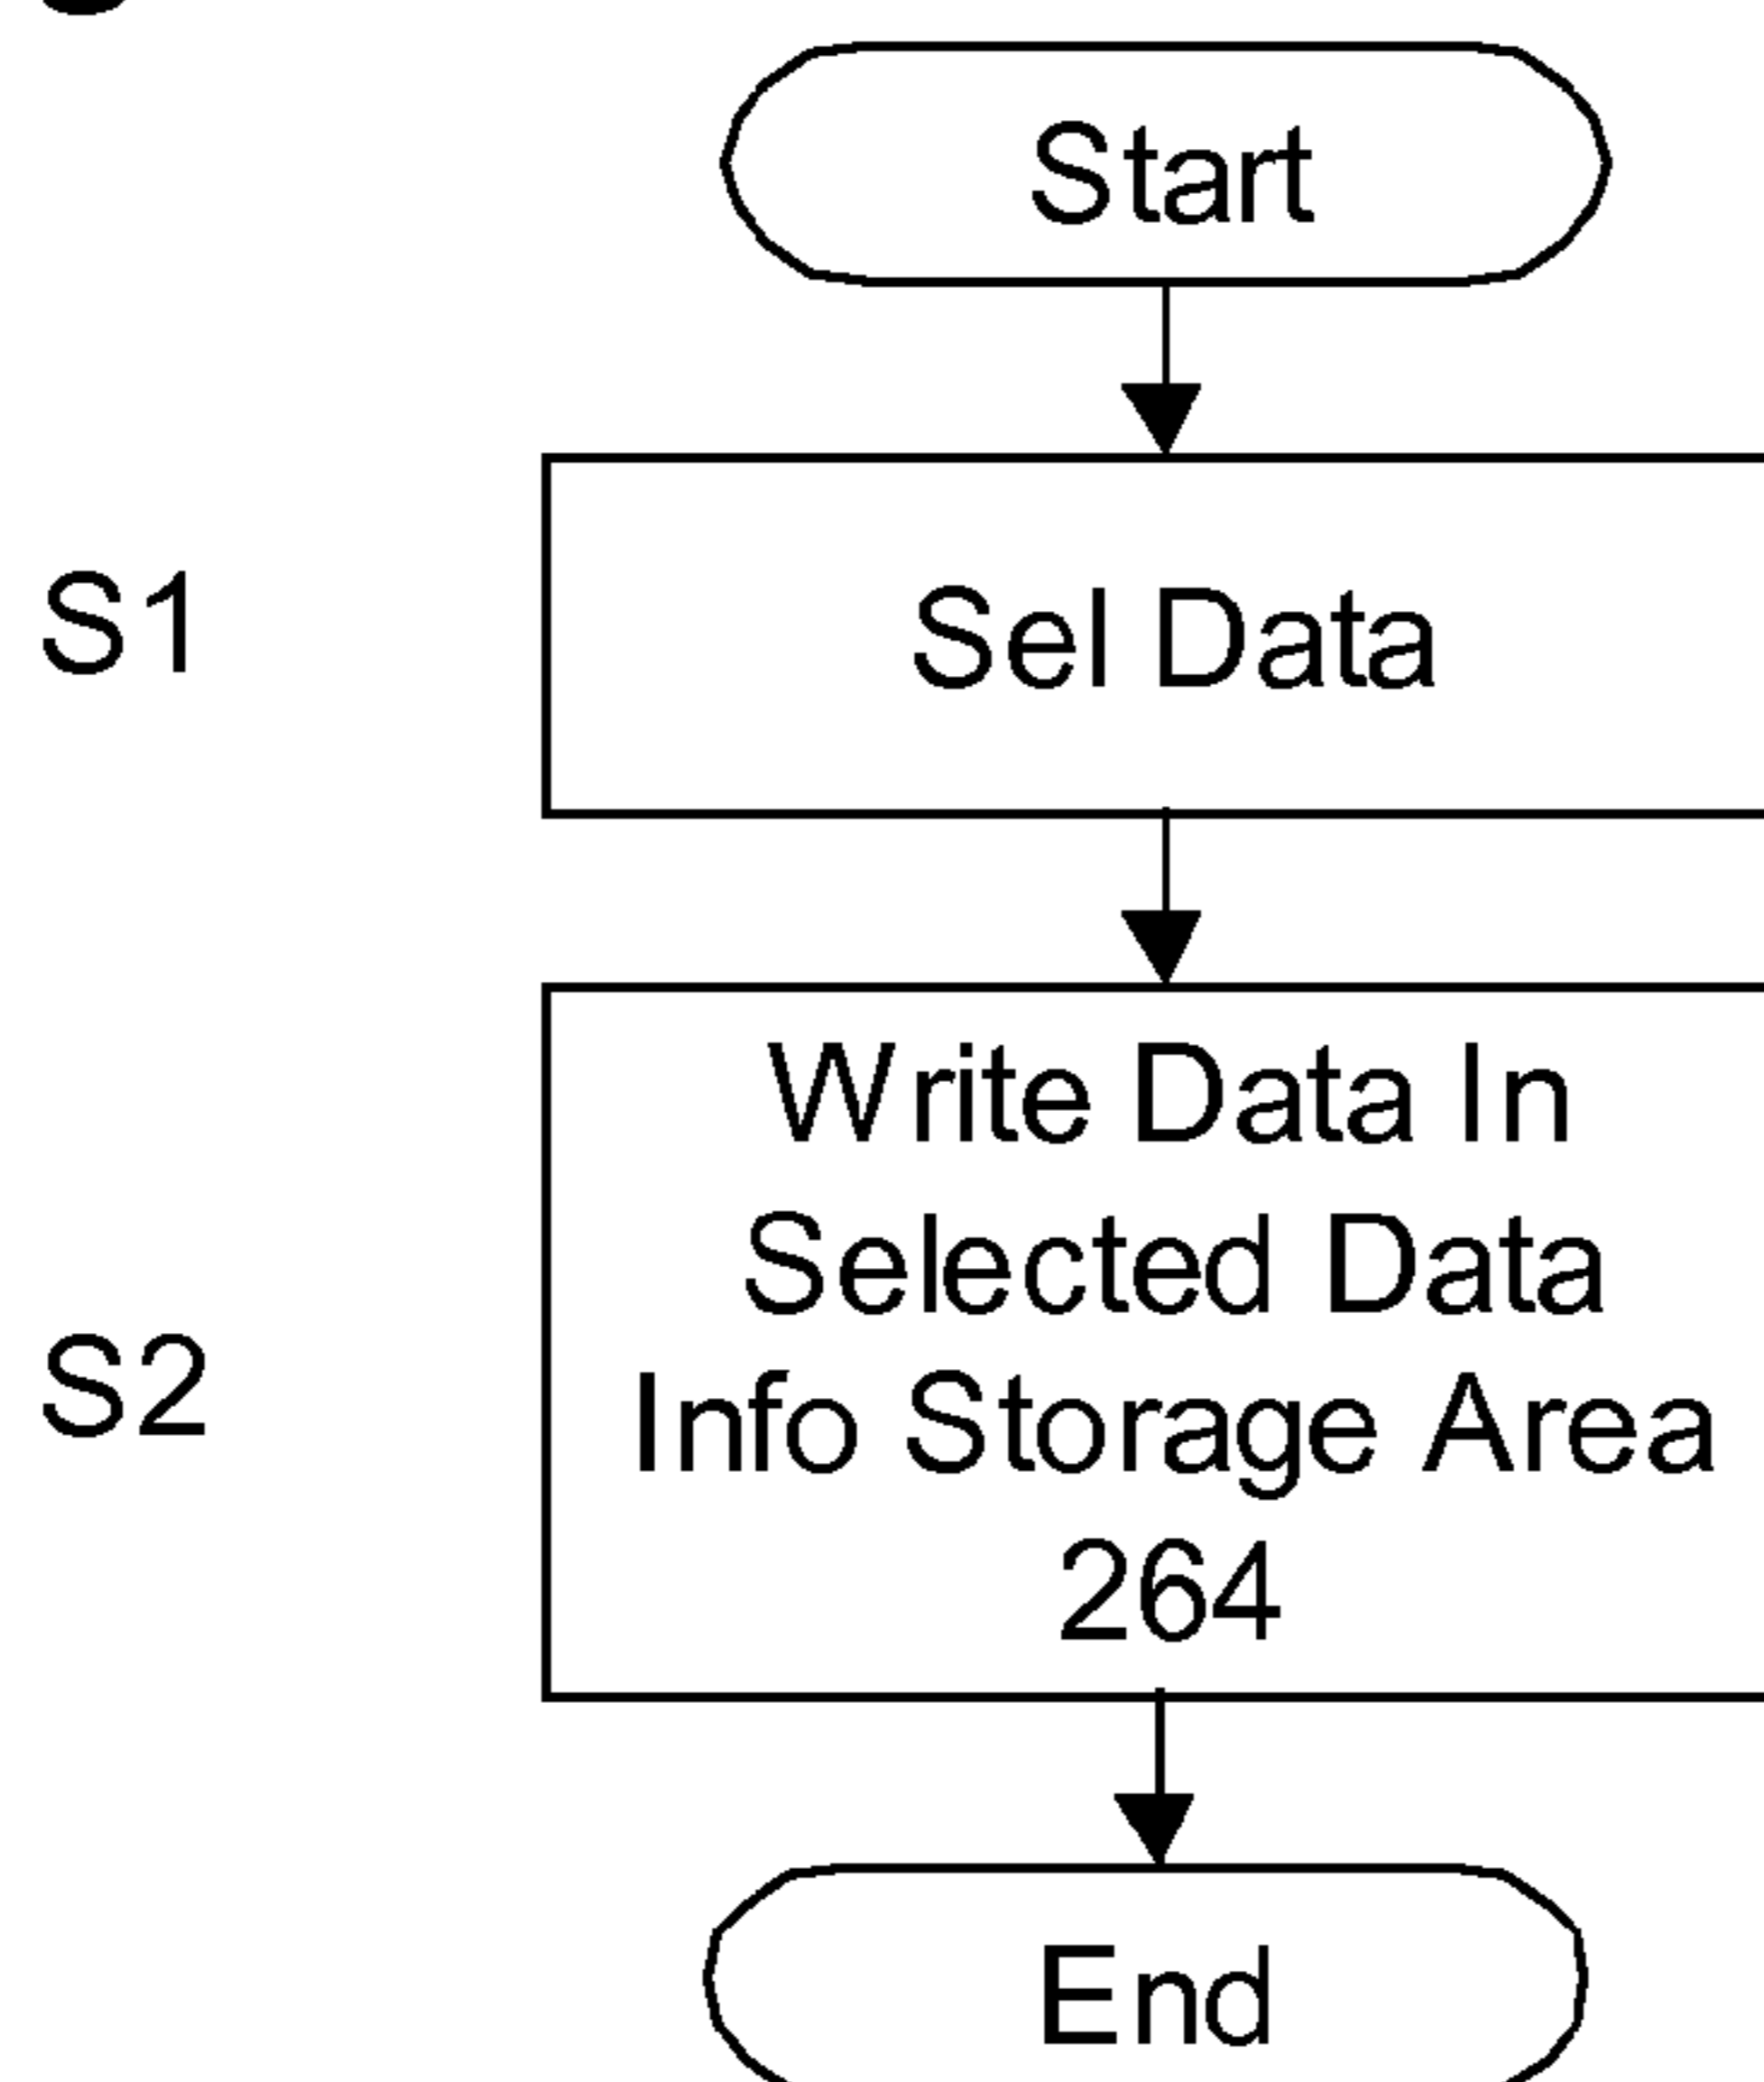 Start
S1
Sel Data
Write Data In
Selected Data
S2
Info Storage Area
264
End